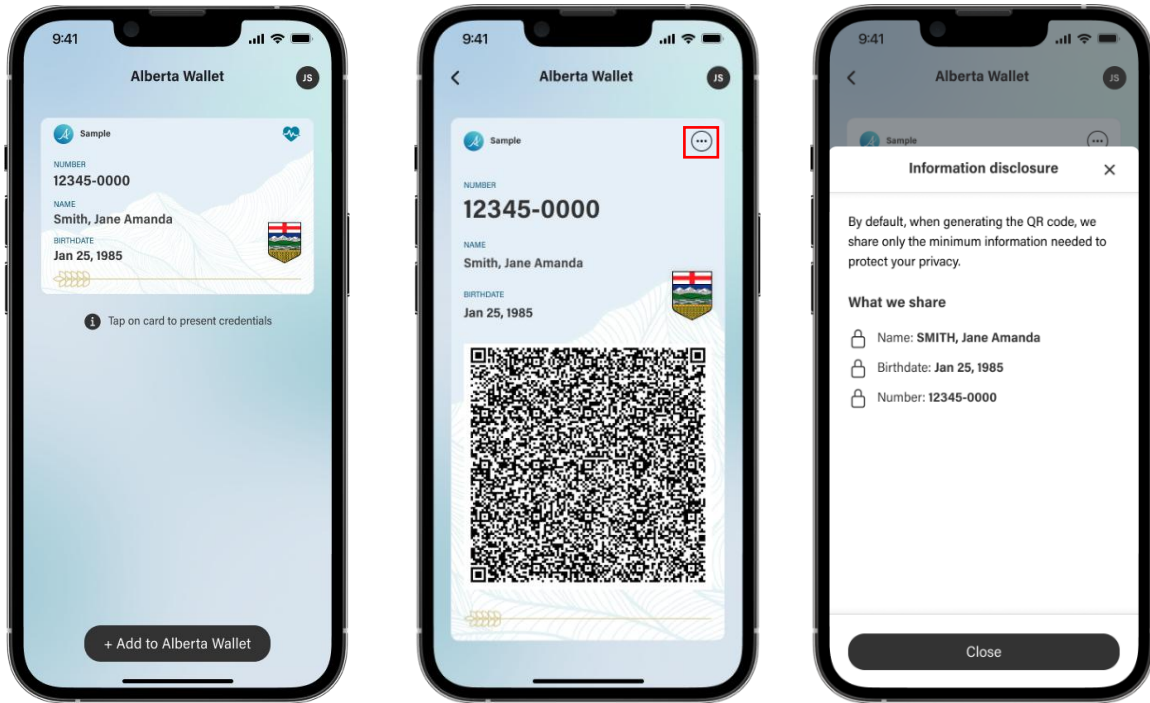 9:41
Alberta Wallet
JS
Sample
NUMBER
12345-0000
NAME
Smith, Jane Amanda
BIRTHDATE
Jan 25, 1985
Tap on card to present credentials
+ Add to Alberta Wallet
9:41
Alberta Wallet
JS
Sample
NUMBER
12345-0000
NAME
Smith, Jane Amanda
BIRTHDATE
Jan 25, 1985
9:41
Alberta Wallet
JS
Sample
Information disclosure
By default, when generating the QR code, we
share only the minimum information needed to
protect your privacy.
What we share
Name: SMITH, Jane Amanda
Birthdate: Jan 25, 1985
Number: 12345-0000
Close